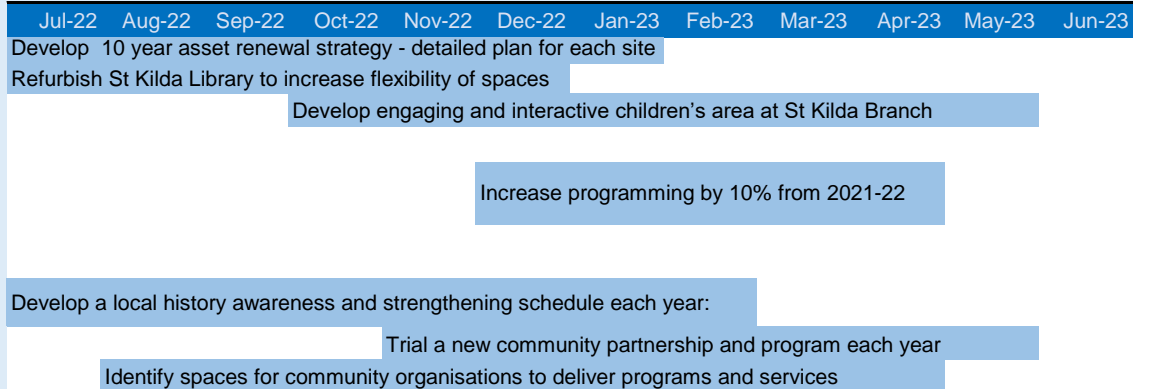 Jul-22 Aug-22 Sep-22 Oct-22 Nov-22 Dec-22 Jan-23 Feb-23 Mar-23 Apr-23 May-23 Jun-23
Develop 10 year asset renewal strategy - detailed plan for each site
Refurbish St Kilda Library to increase flexibility of spaces
Develop engaging and interactive children’s area at St Kilda Branch
Increase programming by 10% from 2021-22
Develop a local history awareness and strengthening schedule each year:
Trial a new community partnership and program each year
Identify spaces for community organisations to deliver programs and services